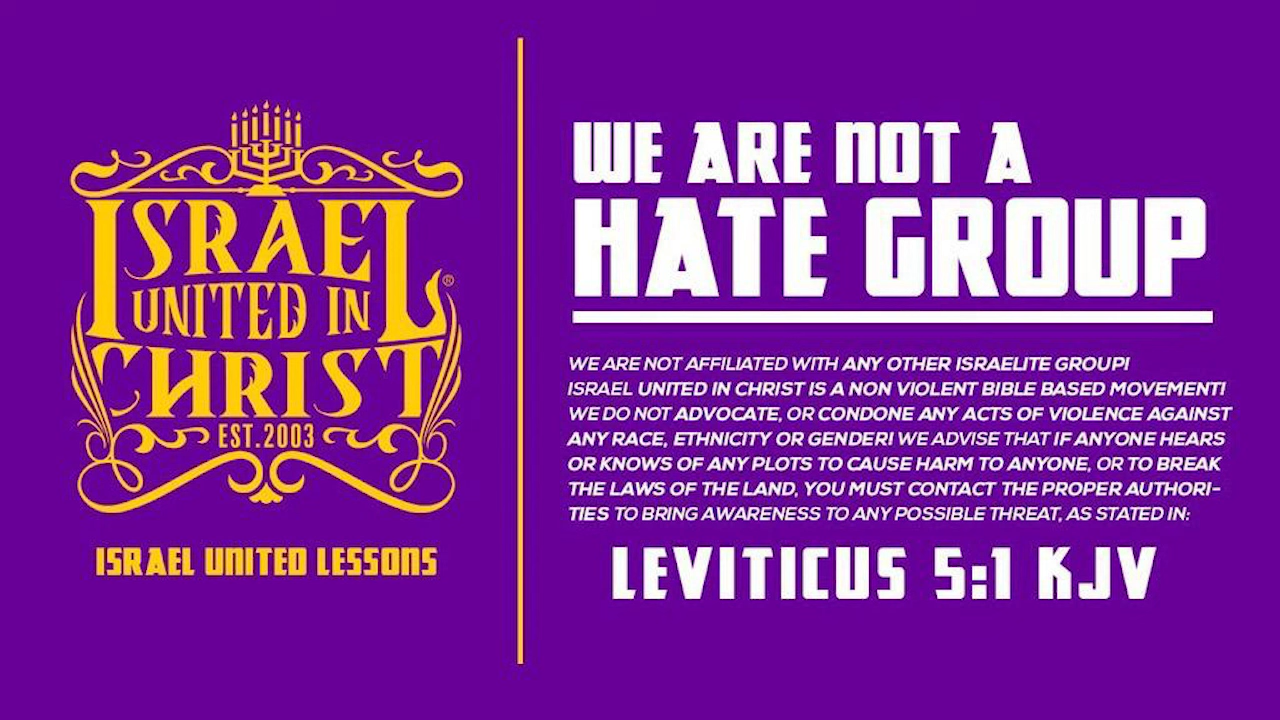 ISRAEL
UNITED IN
CHRIST
®
EST. 2003
ISRAEL UNITED LESSONS
WE ARE NOT A
HATE GROUP
WE ARE NOT AFFILIATED WITH ANY OTHER ISRAELITE GROUP!
ISRAEL UNITED IN CHRIST IS A NON VIOLENT BIBLE BASED MOVEMENT!
WE DO NOT ADVOCATE, OR CONDONE ANY ACTS OF VIOLENCE AGAINST
ANY RACE, ETHNICITY OR GENDER! WE ADVISE THAT IF ANYONE HEARS
OR KNOWS OF ANY PLOTS TO CAUSE HARM TO ANYONE, OR TO BREAK
THE LAWS OF THE LAND, YOU MUST CONTACT THE PROPER AUTHORI-
TIES TO BRING AWARENESS TO ANY POSSIBLE THREAT, AS STATED IN:
LEVITICUS 5:1 KJV